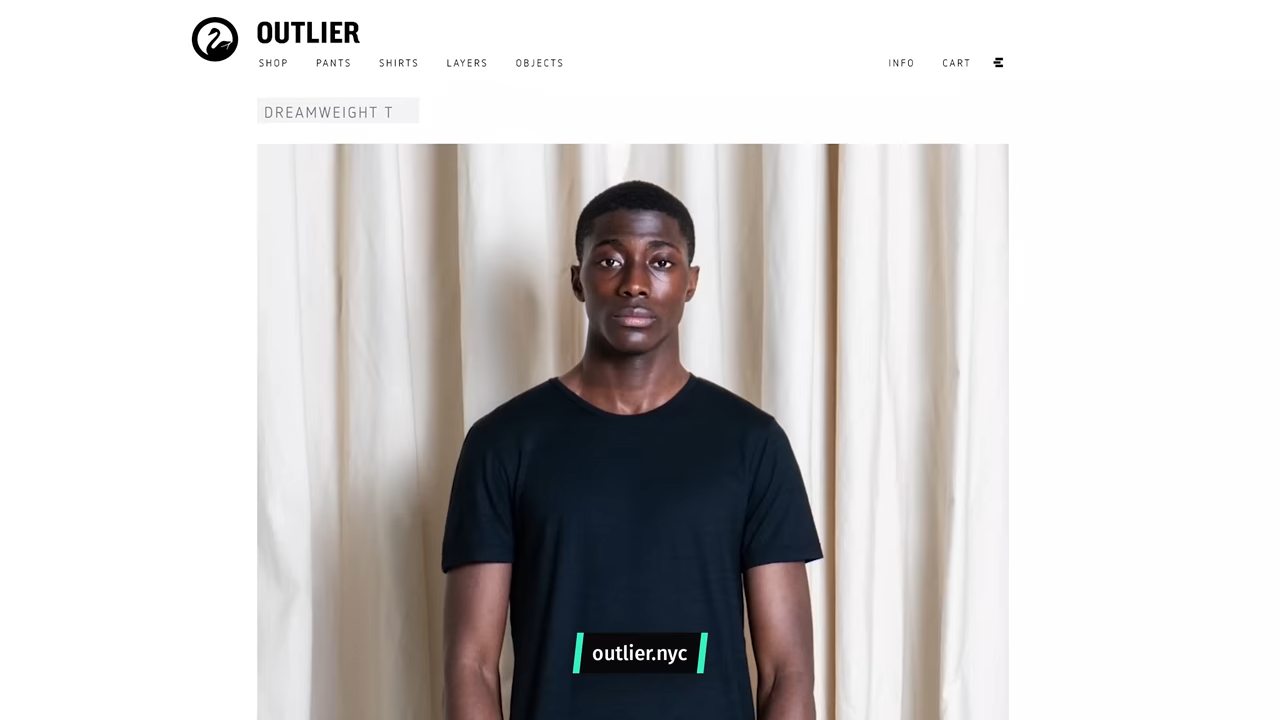 OUTLIER
SHOP PANTS SHIRTS LAYERS OBJECTS INFO CART
DREAMWEIGHT T
outlier.nyc